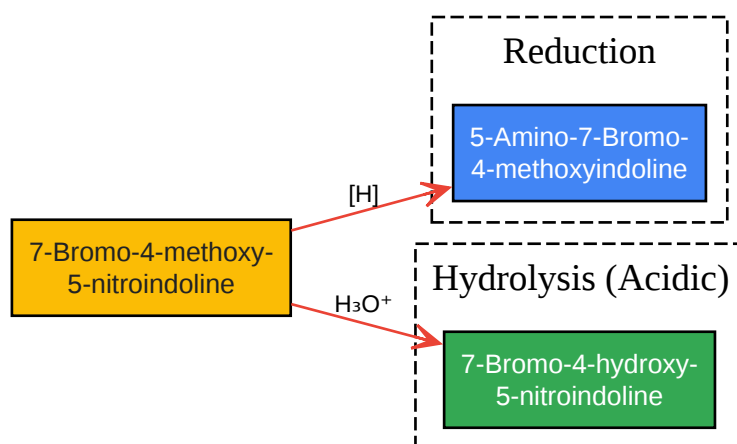 Reduction
5-Amino-7-Bromo-
4-methoxyindoline
[H]
7-Bromo-4-methoxy-
5-nitroindoline
Hydrolysis (Acidic)
H₃O⁺
7-Bromo-4-hydroxy-
5-nitroindoline